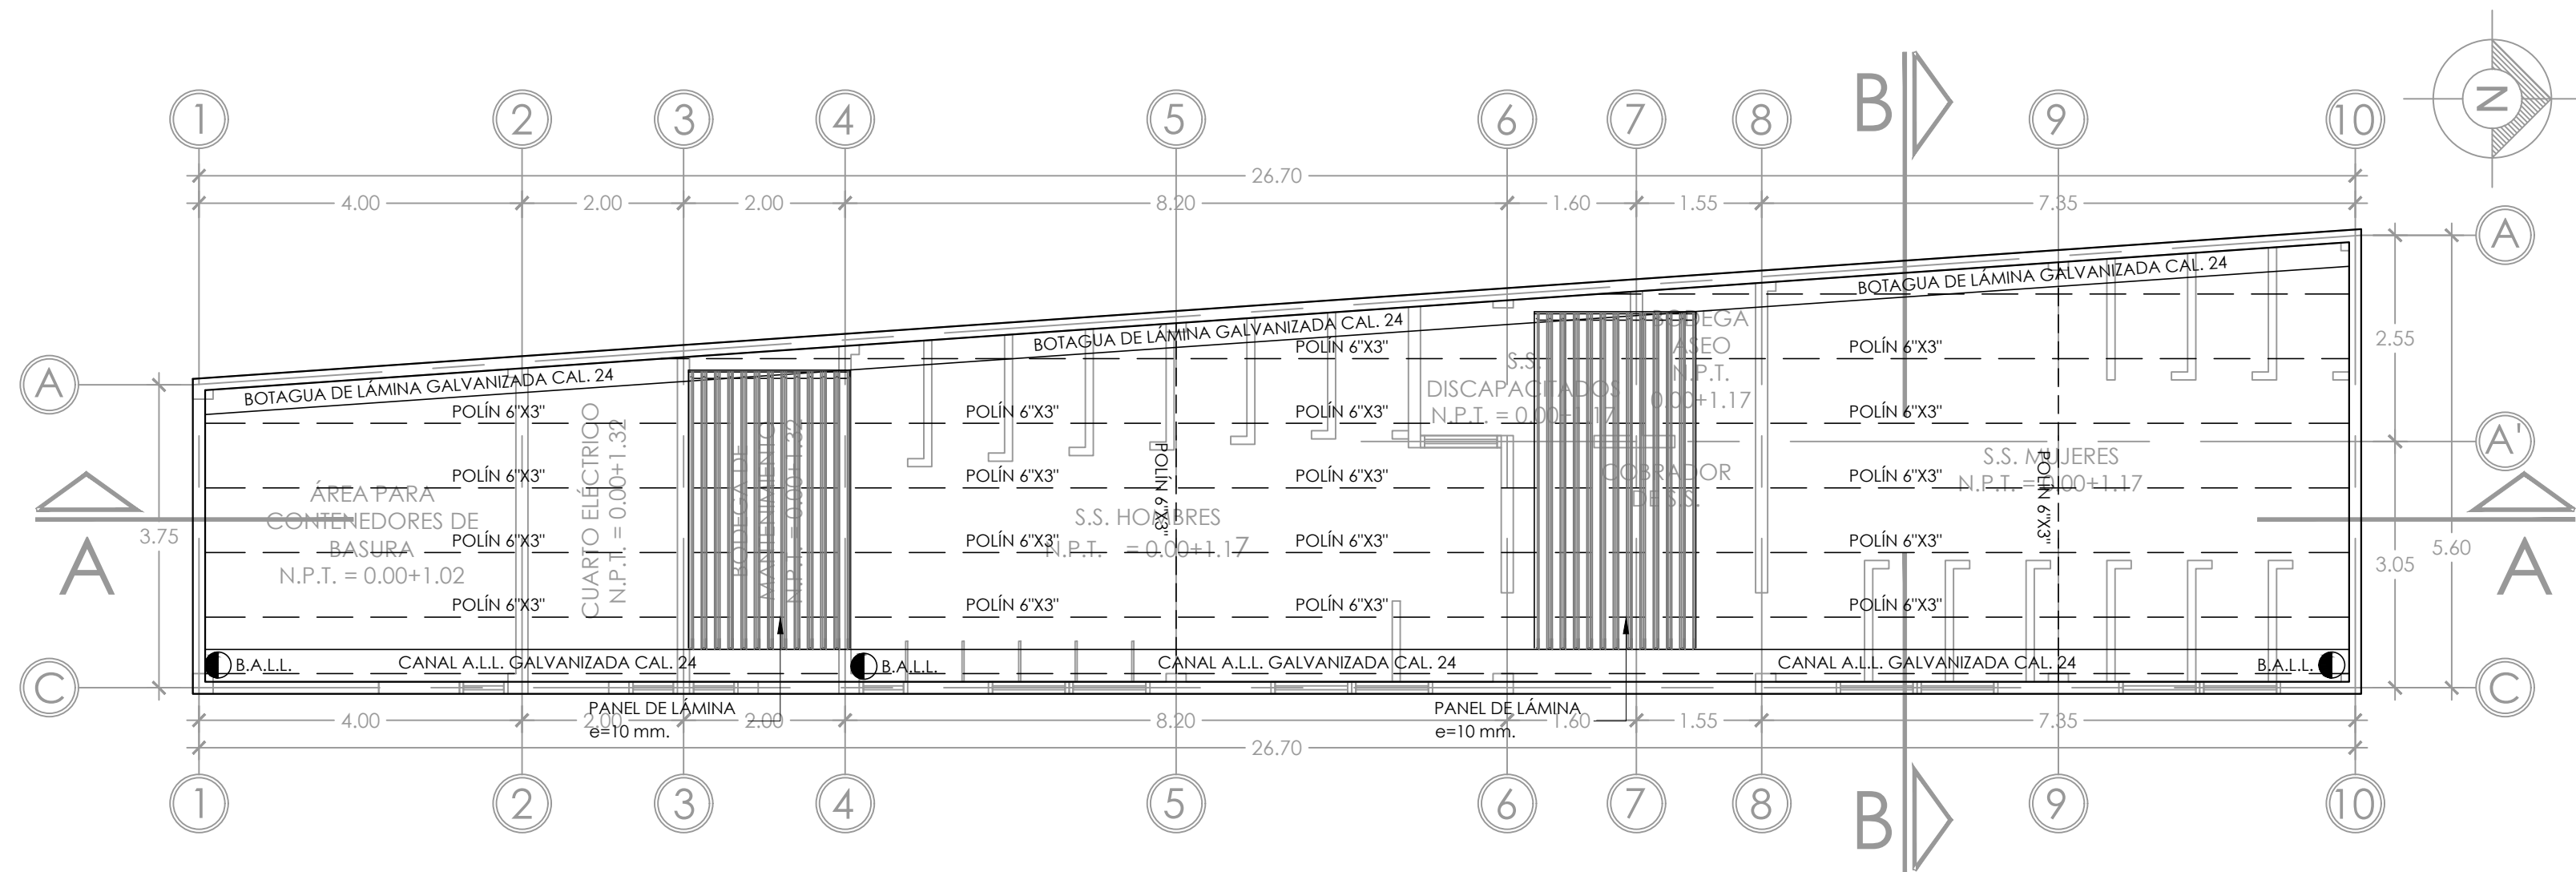 B
N
1 2 3 4 5 6 7 8 9 10
26.70
4.00 2.00 2.00 8.20 1.60 1.55 7.35
A
BOTAGUA DE LÁMINA GALVANIZADA CAL. 24
BOTAGUA DE LÁMINA GALVANIZADA CAL. 24
BOTAGUA DE LÁMINA GALVANIZADA CAL. 24
2.55
A
POLÍN 6"X3" POLÍN 6"X3"
POLÍN 6"X3" POLÍN 6"X3" POLÍN 6"X3" POLÍN 6"X3"
POLÍN 6"X3" POLÍN 6"X3" POLÍN 6"X3" POLÍN 6"X3"
POLÍN 6"X3" POLÍN 6"X3" POLÍN 6"X3" POLÍN 6"X3"
POLÍN 6"X3" POLÍN 6"X3" POLÍN 6"X3" POLÍN 6"X3"
POLÍN 6"X3"
POLÍN 6"X3"
A'
ÁREA PARA
CONTENEDORES DE
BASURA
N.P.T. = 0.00+1.02
CUARTO ELÉCTRICO
N.P.T. = 0.00+1.32
BODEGA DE
MANTENIMIENTO
N.P.T. = 0.00+1.32
S.S. HOMBRES
N.P.T. = 0.00+1.17
S.S.
DISCAPACITADOS
N.P.T. = 0.00+1.17
BODEGA
ASEO
N.P.T.
0.00+1.17
COBRADOR
DE S.S.
S.S. MUJERES
N.P.T. = 0.00+1.17
3.75
A
3.05
5.60
A
B.A.L.L. CANAL A.L.L. GALVANIZADA CAL. 24 B.A.L.L. CANAL A.L.L. GALVANIZADA CAL. 24 CANAL A.L.L. GALVANIZADA CAL. 24 B.A.L.L.
C C
PANEL DE LÁMINA
e=10 mm.
PANEL DE LÁMINA
e=10 mm.
4.00 2.00 2.00 8.20 1.60 1.55 7.35
26.70
1 2 3 4 5 6 7 8 9 10
B